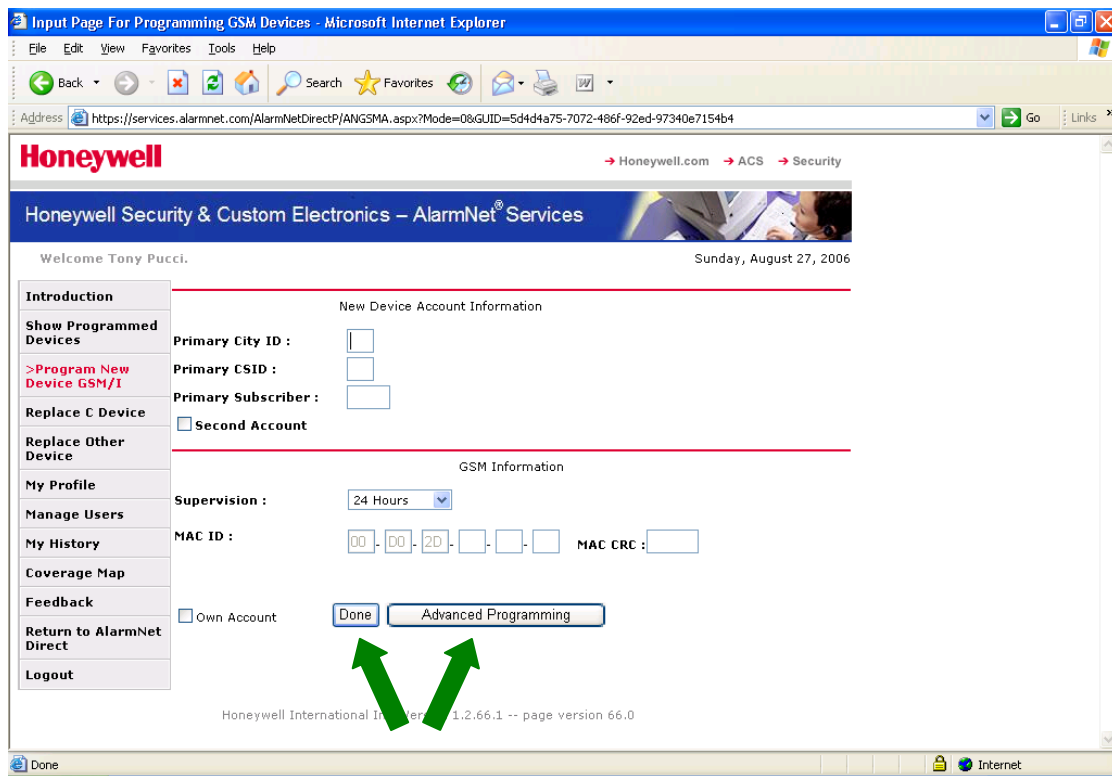 Input Page For Programming GSM Devices - Microsoft Internet Explorer
File Edit View Favorites Tools Help
Back Search Favorites
Address https://services.alarmnet.com/AlarmNetDirectP/ANGSMA.aspx?Mode=0&GUID=5d4d4a75-7072-486f-92ed-97340e7154b4 Go Links »
Honeywell
Honeywell.com ACS Security
Honeywell Security & Custom Electronics – AlarmNet® Services
Welcome Tony Pucci. Sunday, August 27, 2006
Introduction
Show Programmed
Devices
>Program New
Device GSM/I
Replace C Device
Replace Other
Device
My Profile
Manage Users
My History
Coverage Map
Feedback
Return to AlarmNet
Direct
Logout
New Device Account Information
Primary City ID :
Primary CSID :
Primary Subscriber :
Second Account
GSM Information
Supervision : 24 Hours
MAC ID : 00 - D0 - 2D - - - MAC CRC :
Own Account Done Advanced Programming
Honeywell International 1.2.66.1 -- page version 66.0
Done Internet